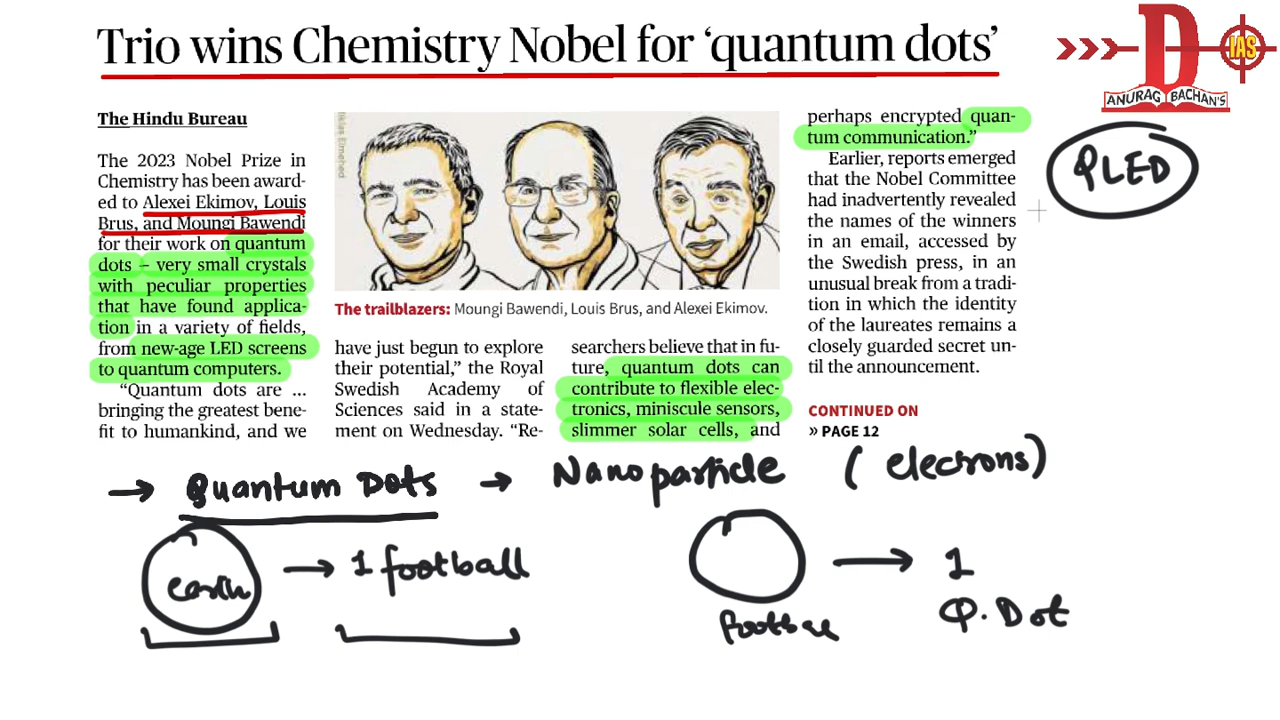 Trio wins Chemistry Nobel for ‘quantum dots’
D
IAS
ANURAG BACHAN'S
The Hindu Bureau
The 2023 Nobel Prize in
Chemistry has been award-
ed to Alexei Ekimov, Louis
Brus, and Moungi Bawendi
for their work on quantum
dots – very small crystals
with peculiar properties
that have found applica-
tion in a variety of fields,
from new-age LED screens
to quantum computers.
“Quantum dots are ...
bringing the greatest bene-
fit to humankind, and we
The trailblazers: Moungi Bawendi, Louis Brus, and Alexei Ekimov.
have just begun to explore
their potential,” the Royal
Swedish Academy of
Sciences said in a state-
ment on Wednesday. “Re-
searchers believe that in fu-
ture, quantum dots can
contribute to flexible elec-
tronics, miniscule sensors,
slimmer solar cells, and
perhaps encrypted quan-
tum communication.”
Earlier, reports emerged
that the Nobel Committee
had inadvertently revealed
the names of the winners
in an email, accessed by
the Swedish press, in an
unusual break from a tradi-
tion in which the identity
of the laureates remains a
closely guarded secret un-
til the announcement.
CONTINUED ON
» PAGE 12
QLED
→ Quantum Dots → Nanoparticle (electrons)
earth → 1 football
→ 1
Q. Dot